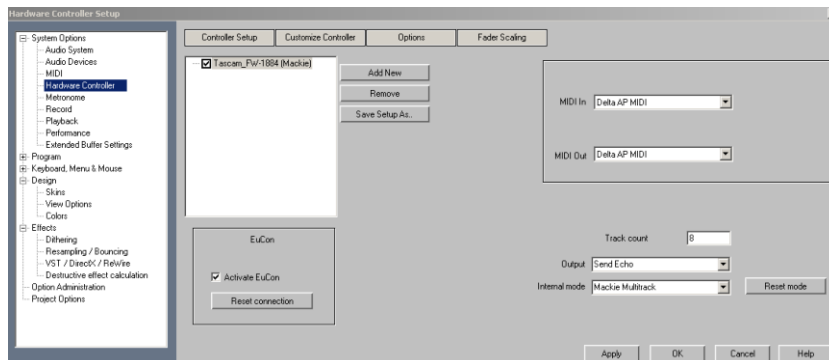 Hardware Controller Setup
System Options
Audio System
Audio Devices
MIDI
Hardware Controller
Metronome
Record
Playback
Performance
Extended Buffer Settings
Program
Keyboard, Menu & Mouse
Design
Skins
View Options
Colors
Effects
Dithering
Resampling / Bouncing
VST / DirectX / ReWire
Destructive effect calculation
Option Administration
Project Options
Controller Setup
Customize Controller
Options
Fader Scaling
Tascam_FW-1884 (Mackie)
Add New
Remove
Save Setup As..
MIDI In
Delta AP MIDI
MIDI Out
Delta AP MIDI
EuCon
Activate EuCon
Reset connection
Track count
8
Output
Send Echo
Internal mode
Mackie Multitrack
Reset mode
Apply
OK
Cancel
Help